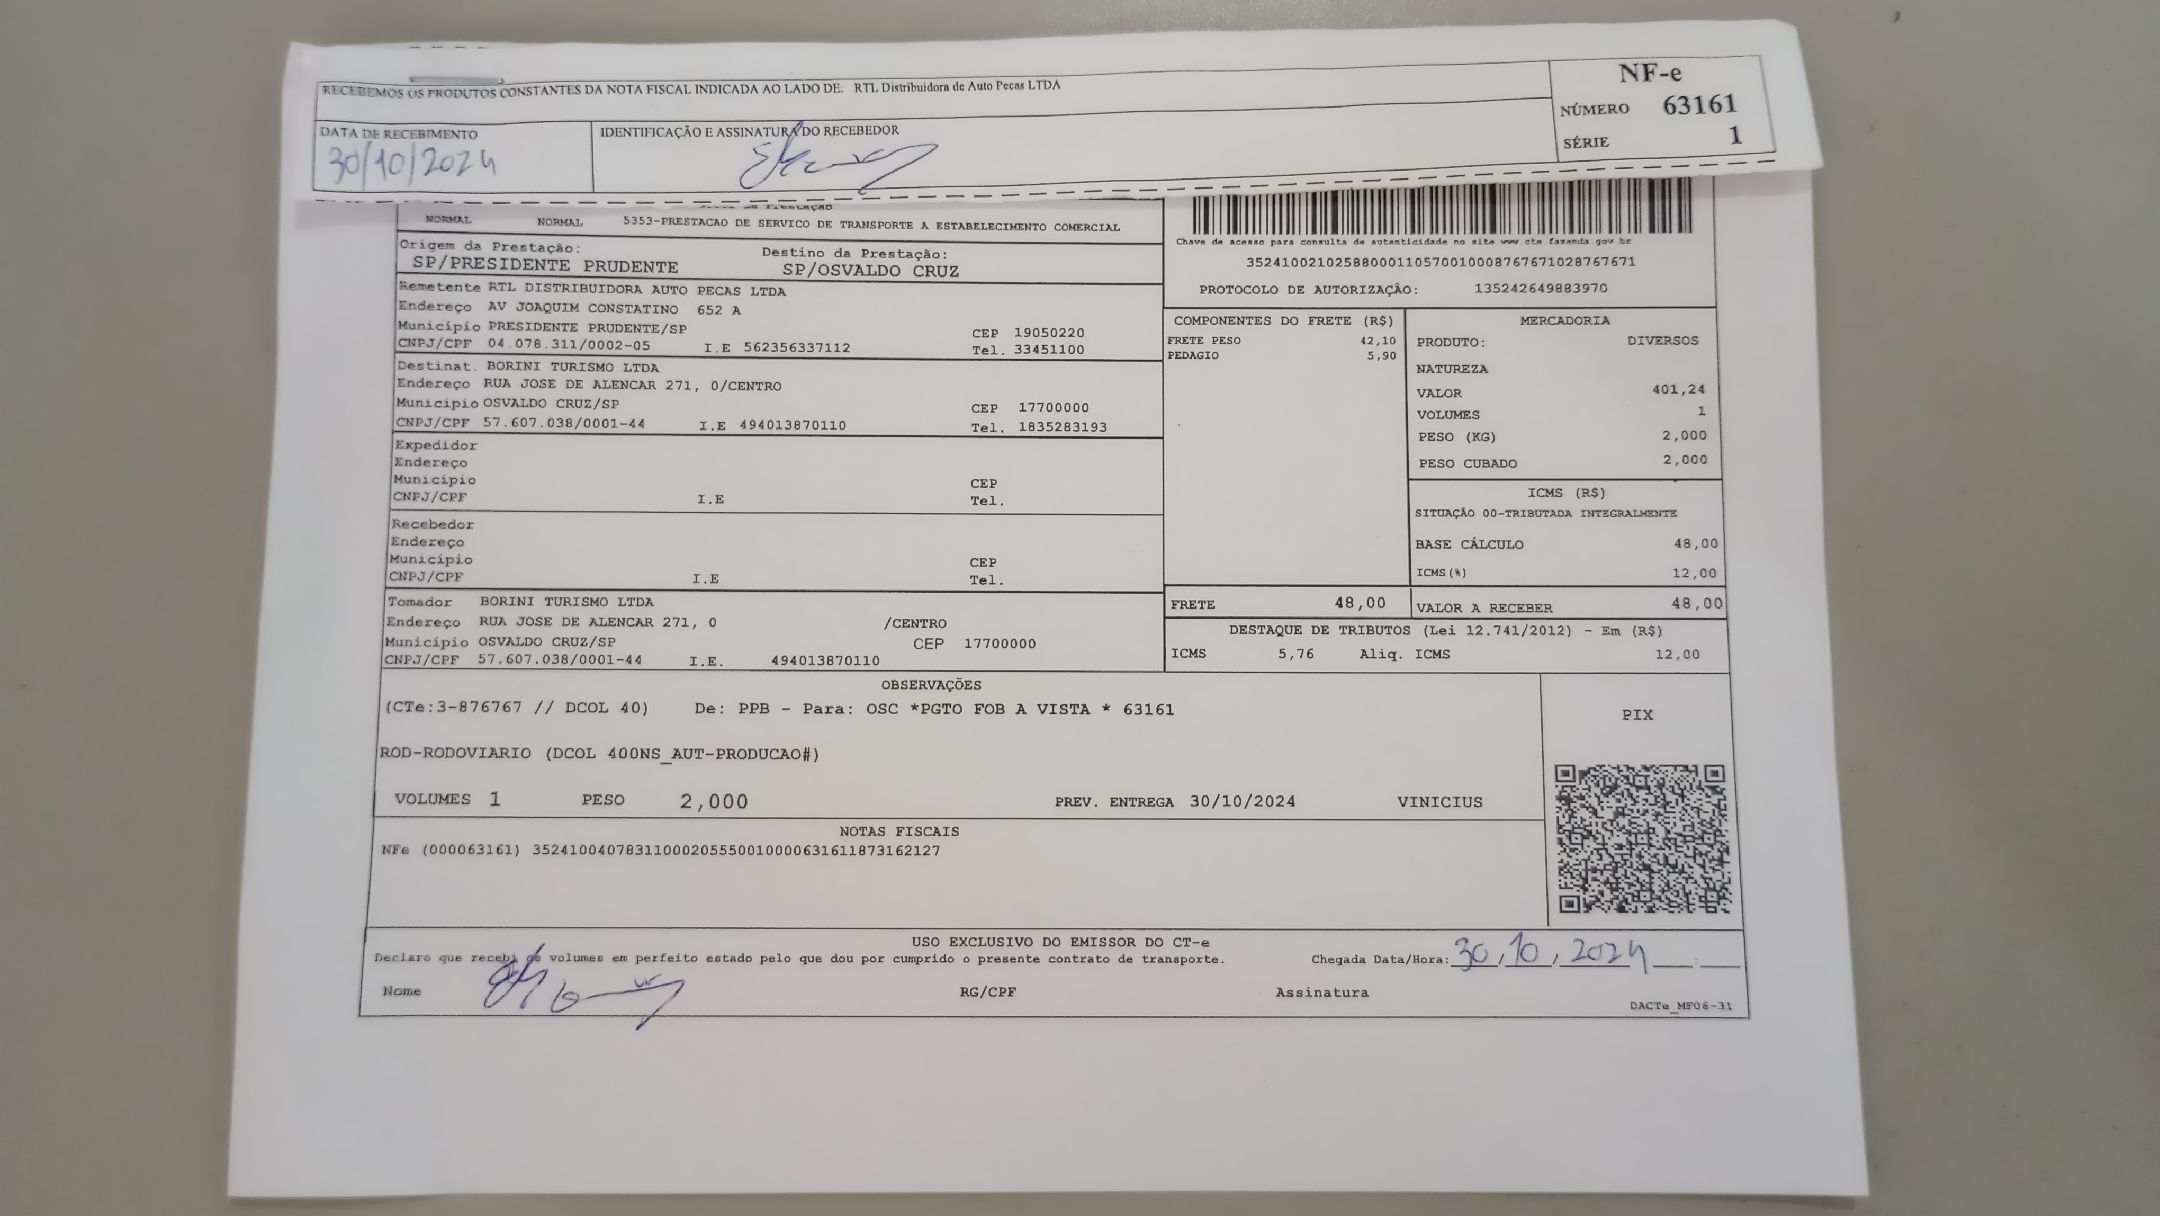 RECEBEMOS OS PRODUTOS CONSTANTES DA NOTA FISCAL INDICADA AO LADO DE: RTL Distribuidora de Auto Peças LTDA
NF-e
NÚMERO 63161
SÉRIE 1
DATA DE RECEBIMENTO
30/10/2024
IDENTIFICAÇÃO E ASSINATURA DO RECEBEDOR
NORMAL NORMAL 5353-PRESTACAO DE SERVICO DE TRANSPORTE A ESTABELECIMENTO COMERCIAL
Origem da Prestação: Destino da Prestação:
SP/PRESIDENTE PRUDENTE SP/OSVALDO CRUZ
Chave de acesso para consulta de autenticidade no site www.cte.fazenda.gov.br
35241002102588000110570010008767671028767671
PROTOCOLO DE AUTORIZAÇÃO: 135242649883970
Remetente RTL DISTRIBUIDORA AUTO PECAS LTDA
Endereço AV JOAQUIM CONSTATINO 652 A
Município PRESIDENTE PRUDENTE/SP CEP 19050220
CNPJ/CPF 04.078.311/0002-05 I.E 562356337112 Tel. 33451100
Destinat. BORINI TURISMO LTDA
Endereço RUA JOSE DE ALENCAR 271, 0/CENTRO
Município OSVALDO CRUZ/SP CEP 17700000
CNPJ/CPF 57.607.038/0001-44 I.E 494013870110 Tel. 1835283193
Expedidor
Endereço
Município CEP
CNPJ/CPF I.E Tel.
Recebedor
Endereço
Município CEP
CNPJ/CPF I.E Tel.
Tomador BORINI TURISMO LTDA
Endereço RUA JOSE DE ALENCAR 271, 0 /CENTRO
Município OSVALDO CRUZ/SP CEP 17700000
CNPJ/CPF 57.607.038/0001-44 I.E. 494013870110
COMPONENTES DO FRETE (R$)
FRETE PESO 42,10
PEDAGIO 5,90
MERCADORIA
PRODUTO: DIVERSOS
NATUREZA
VALOR 401,24
VOLUMES 1
PESO (KG) 2,000
PESO CUBADO 2,000
ICMS (R$)
SITUAÇÃO 00-TRIBUTADA INTEGRALMENTE
BASE CÁLCULO 48,00
ICMS(%) 12,00
FRETE 48,00 VALOR A RECEBER 48,00
DESTAQUE DE TRIBUTOS (Lei 12.741/2012) - Em (R$)
ICMS 5,76 Aliq. ICMS 12,00
OBSERVAÇÕES
(CTe:3-876767 // DCOL 40) De: PPB - Para: OSC *PGTO FOB A VISTA * 63161
ROD-RODOVIARIO (DCOL 400NS_AUT-PRODUCAO#)
VOLUMES 1 PESO 2,000 PREV. ENTREGA 30/10/2024 VINICIUS
PIX
NOTAS FISCAIS
NFe (000063161) 35241004078311000205550010000631611873162127
USO EXCLUSIVO DO EMISSOR DO CT-e
Declaro que recebi os volumes em perfeito estado pelo que dou por cumprido o presente contrato de transporte. Chegada Data/Hora: 30/10/2024
Nome RG/CPF Assinatura
DACTe_MF06-31